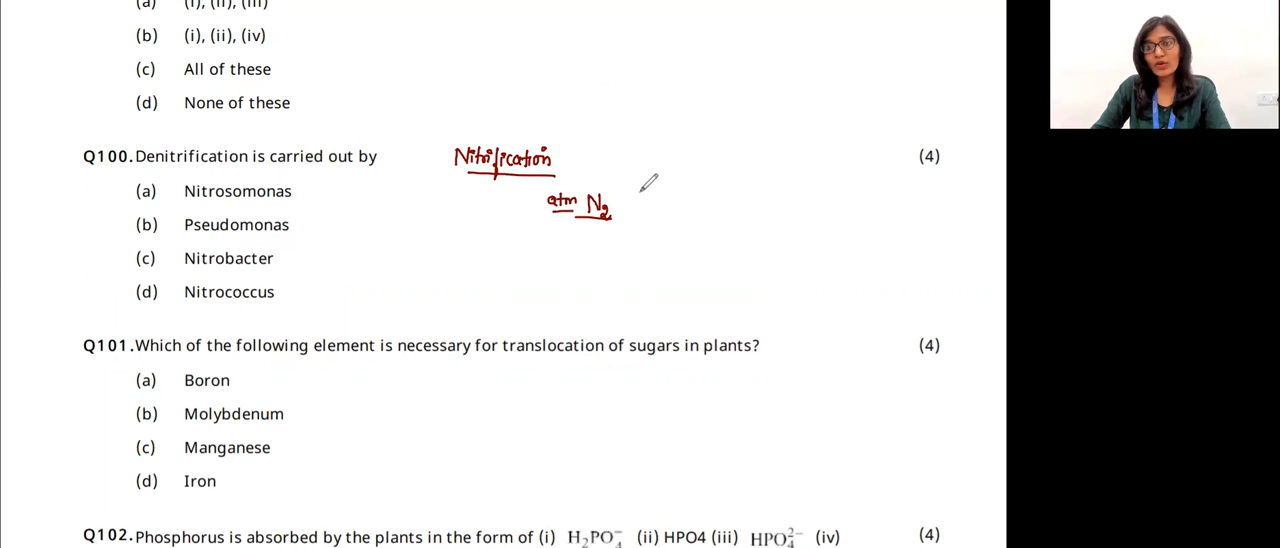 (a) (i), (ii), (iii)
(b) (i), (ii), (iv)
(c) All of these
(d) None of these
Q100. Denitrification is carried out by (4)
Nitrification
atm N2
(a) Nitrosomonas
(b) Pseudomonas
(c) Nitrobacter
(d) Nitrococcus
Q101. Which of the following element is necessary for translocation of sugars in plants? (4)
(a) Boron
(b) Molybdenum
(c) Manganese
(d) Iron
Q102. Phosphorus is absorbed by the plants in the form of (i) H₂PO₄⁻ (ii) HPO4 (iii) HPO₄²⁻ (iv) (4)